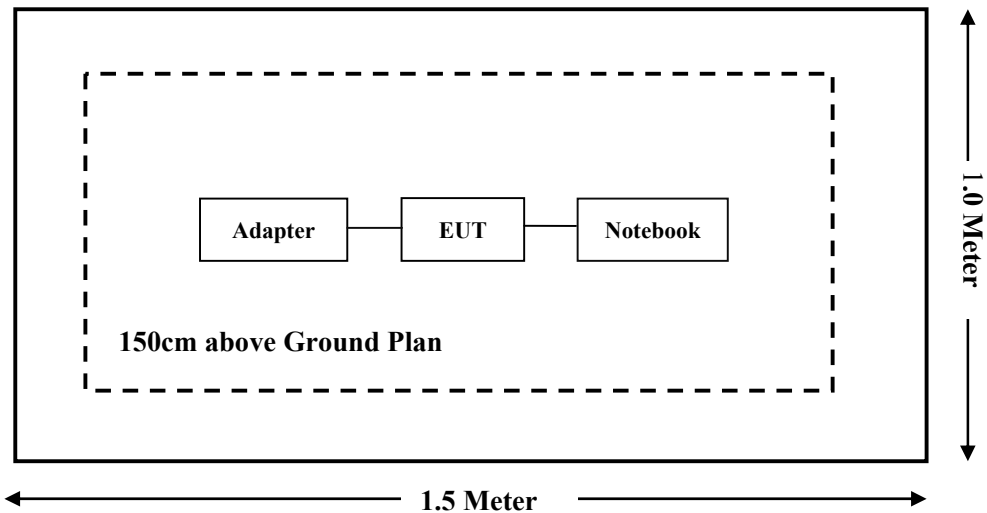 Adapter
EUT
Notebook
150cm above Ground Plan
1.0 Meter
1.5 Meter